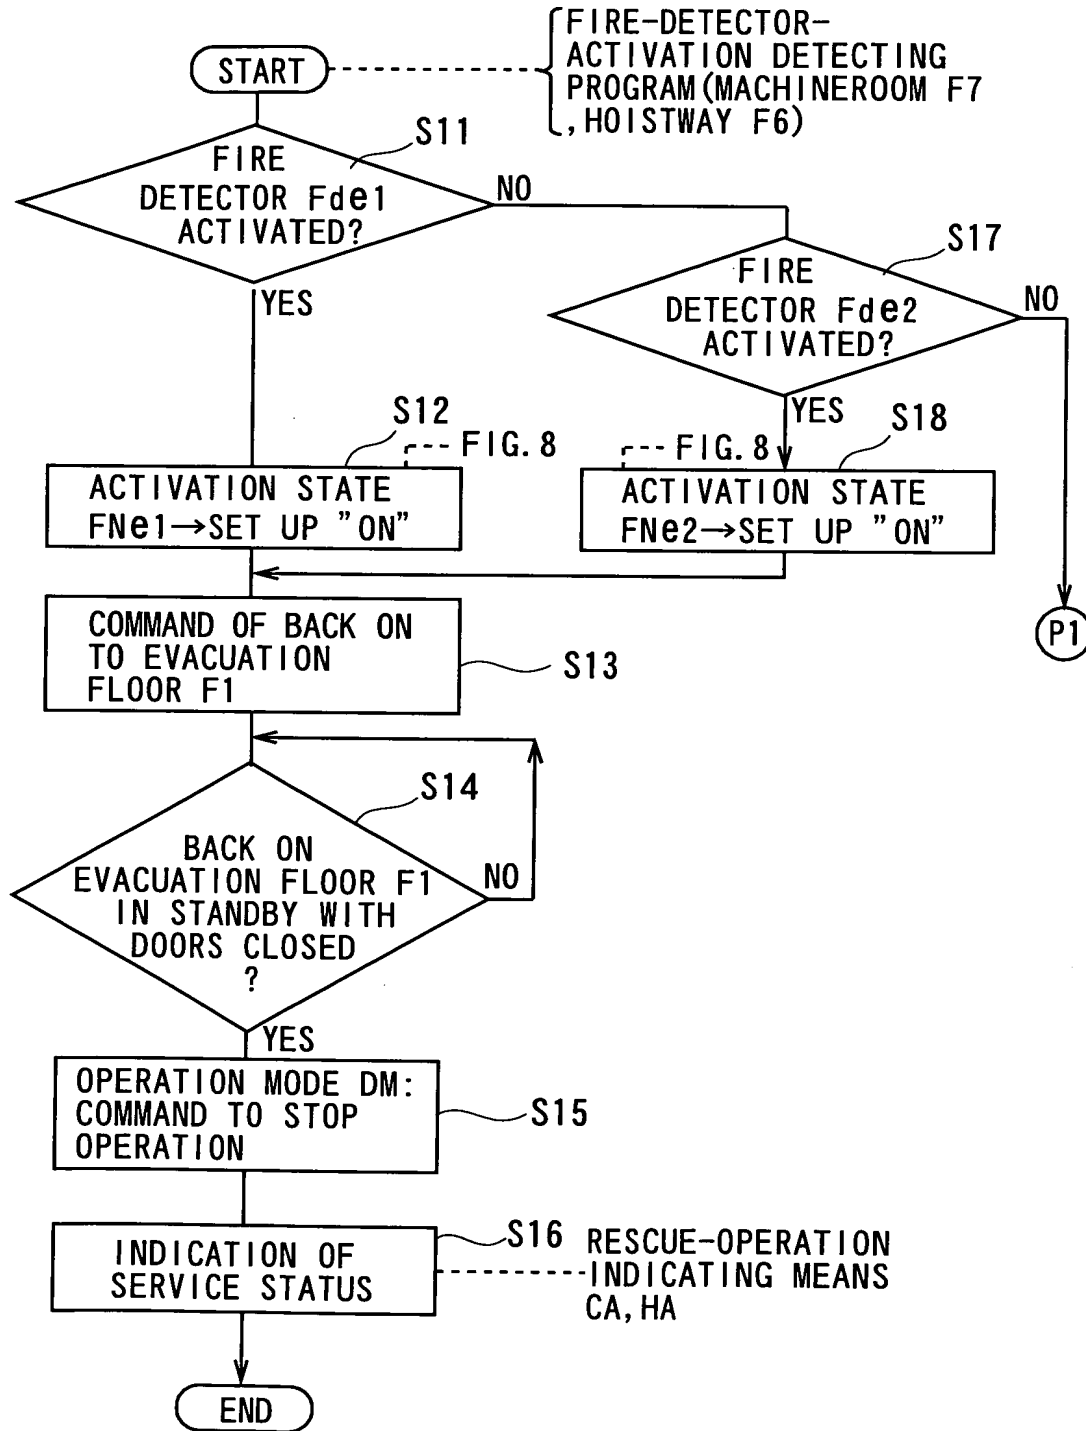 START
FIRE-DETECTOR-
ACTIVATION DETECTING
PROGRAM(MACHINEROOM F7
,HOISTWAY F6)
S11
FIRE
DETECTOR Fde1
ACTIVATED?
NO
YES
S17
FIRE
DETECTOR Fde2
ACTIVATED?
NO
YES
S12
FIG. 8
ACTIVATION STATE
FNe1→SET UP "ON"
FIG. 8
S18
ACTIVATION STATE
FNe2→SET UP "ON"
P1
COMMAND OF BACK ON
TO EVACUATION
FLOOR F1
S13
S14
BACK ON
EVACUATION FLOOR F1
IN STANDBY WITH
DOORS CLOSED
?
NO
YES
OPERATION MODE DM:
COMMAND TO STOP
OPERATION
S15
INDICATION OF
SERVICE STATUS
S16
RESCUE-OPERATION
INDICATING MEANS
CA, HA
END